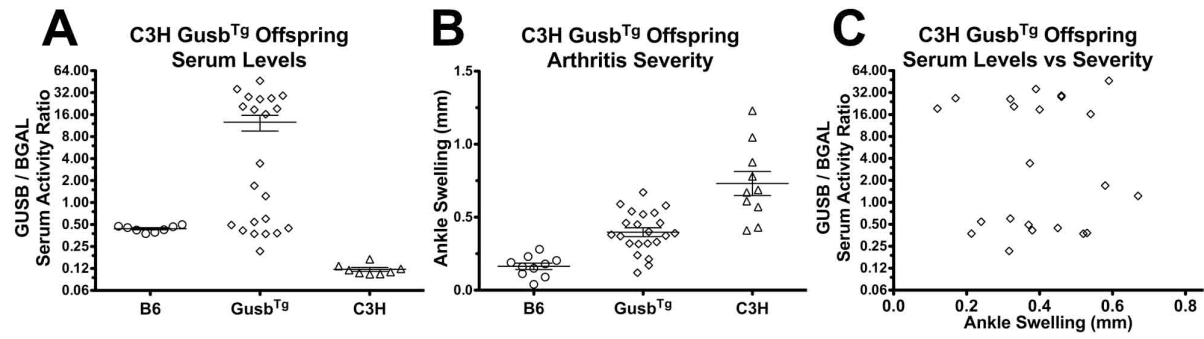 A
C3H Gusb^Tg Offspring
Serum Levels
GUSB / BGAL
Serum Activity Ratio
64.00
32.00
16.00
8.00
4.00
2.00
1.00
0.50
0.25
0.12
0.06
B6
Gusb^Tg
C3H
B
C3H Gusb^Tg Offspring
Arthritis Severity
Ankle Swelling (mm)
1.5
1.0
0.5
0.0
B6
Gusb^Tg
C3H
C
C3H Gusb^Tg Offspring
Serum Levels vs Severity
GUSB / BGAL
Serum Activity Ratio
64.00
32.00
16.00
8.00
4.00
2.00
1.00
0.50
0.25
0.12
0.06
0.0
0.2
0.4
0.6
0.8
Ankle Swelling (mm)